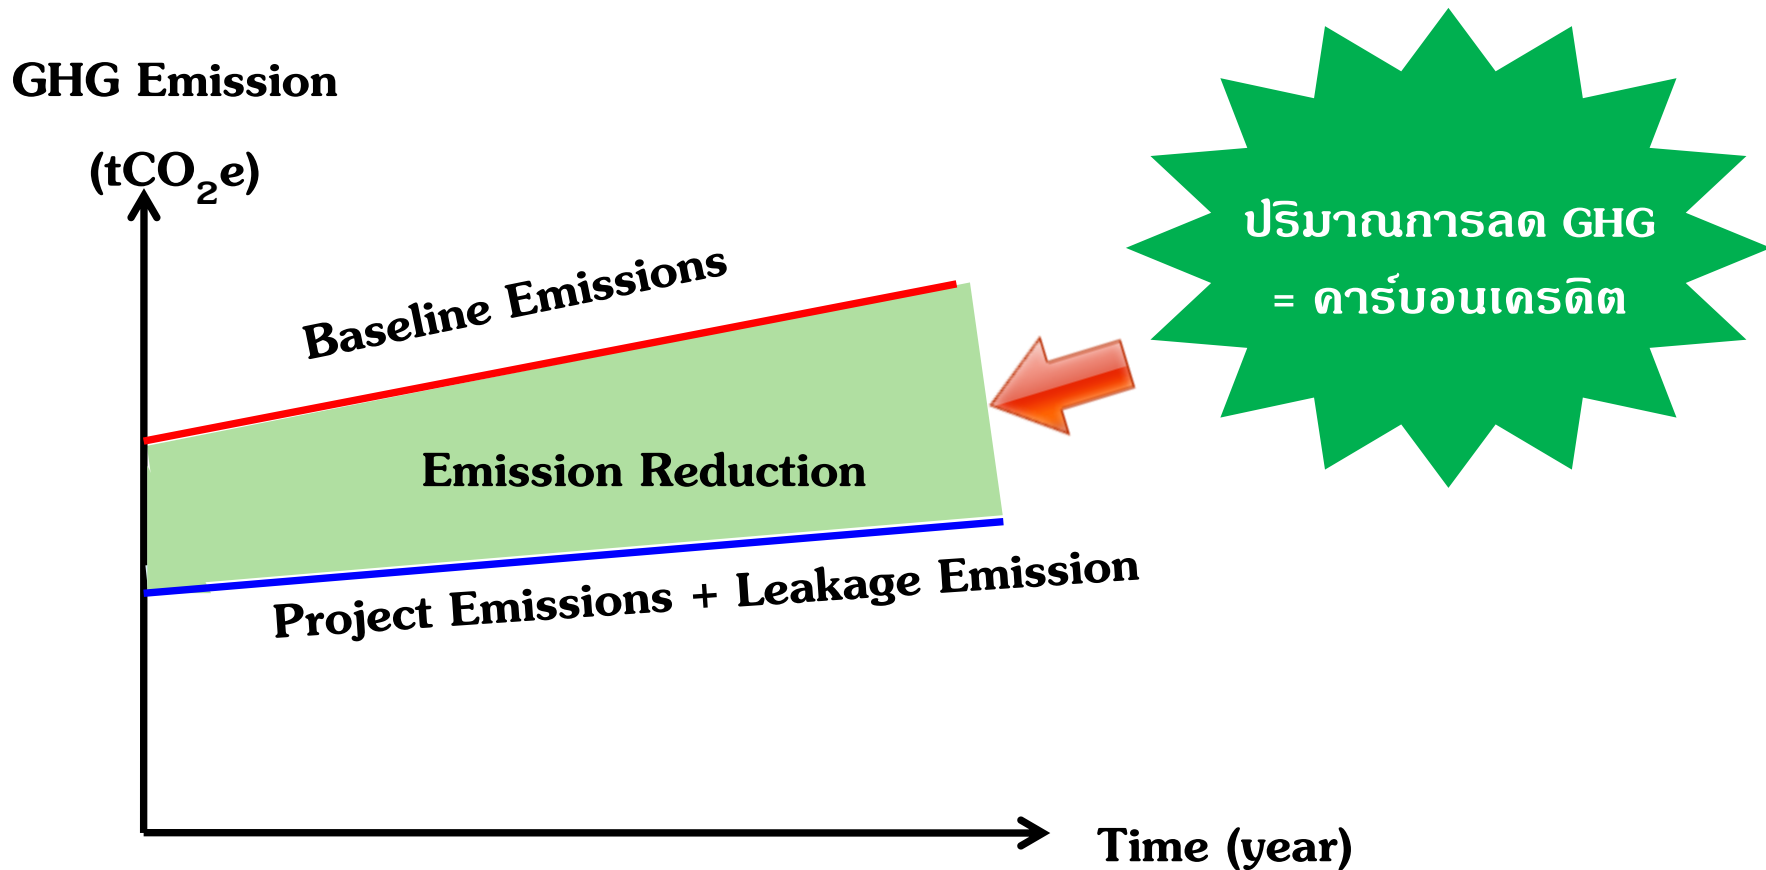 GHG Emission
(tCO₂e)
Baseline Emissions
Emission Reduction
Project Emissions + Leakage Emission
Time (year)
ปริมาณการลด GHG
= คาร์บอนเครดิต